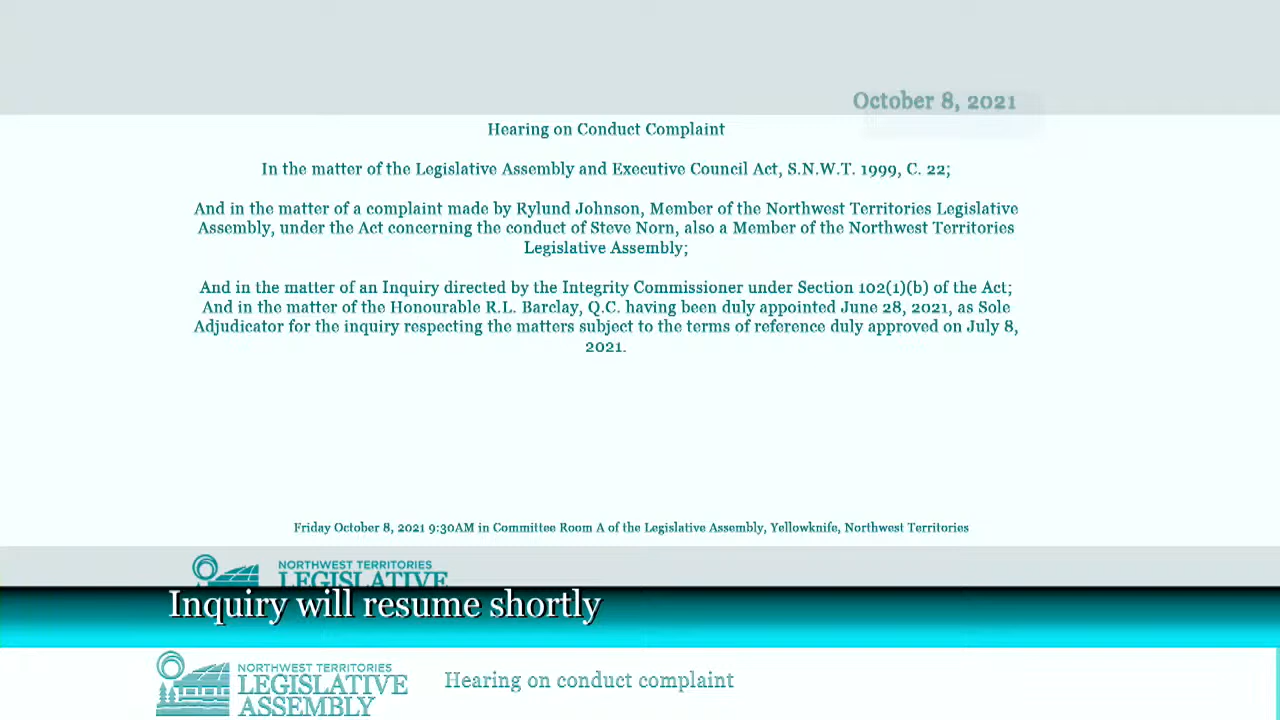 October 8, 2021
Hearing on Conduct Complaint
In the matter of the Legislative Assembly and Executive Council Act, S.N.W.T. 1999, C. 22;
And in the matter of a complaint made by Rylund Johnson, Member of the Northwest Territories Legislative
Assembly, under the Act concerning the conduct of Steve Norn, also a Member of the Northwest Territories
Legislative Assembly;
And in the matter of an Inquiry directed by the Integrity Commissioner under Section 102(1)(b) of the Act;
And in the matter of the Honourable R.L. Barclay, Q.C. having been duly appointed June 28, 2021, as Sole
Adjudicator for the inquiry respecting the matters subject to the terms of reference duly approved on July 8,
2021.
Friday October 8, 2021 9:30AM in Committee Room A of the Legislative Assembly, Yellowknife, Northwest Territories
NORTHWEST TERRITORIES
LEGISLATIVE
Inquiry will resume shortly
NORTHWEST TERRITORIES
LEGISLATIVE
ASSEMBLY
Hearing on conduct complaint